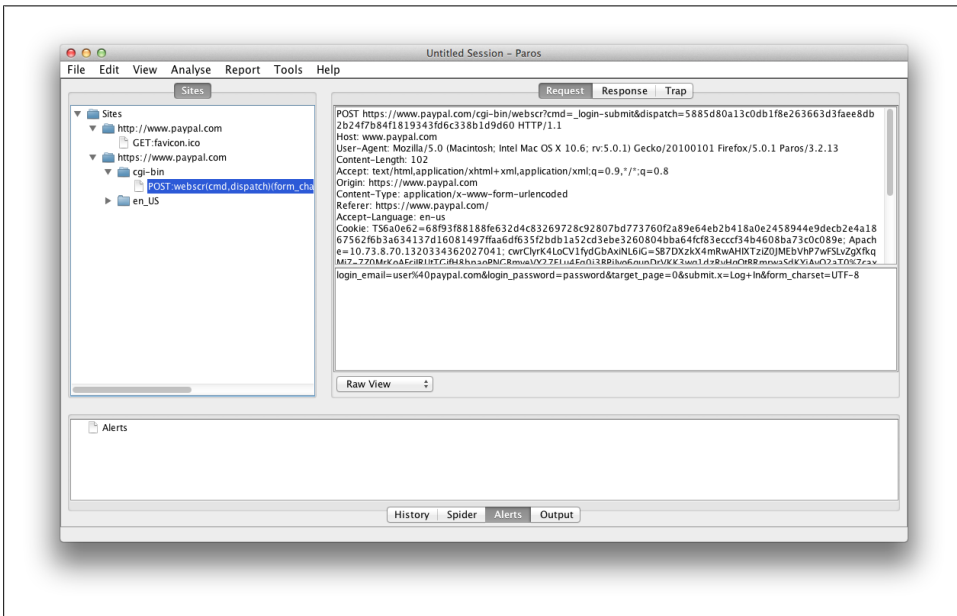 Untitled Session – Paros
File Edit View Analyse Report Tools Help
Sites
Sites
http://www.paypal.com
GET:favicon.ico
https://www.paypal.com
cgi-bin
POST:webscr(cmd,dispatch)(form_cha
en_US
Request Response Trap
POST https://www.paypal.com/cgi-bin/webscr?cmd=_login-submit&dispatch=5885d80a13c0db1f8e263663d3faee8db
2b24f7b84f1819343fd6c338b1d9d60 HTTP/1.1
Host: www.paypal.com
User-Agent: Mozilla/5.0 (Macintosh; Intel Mac OS X 10.6; rv:5.0.1) Gecko/20100101 Firefox/5.0.1 Paros/3.2.13
Content-Length: 102
Accept: text/html,application/xhtml+xml,application/xml;q=0.9,*/*;q=0.8
Origin: https://www.paypal.com
Content-Type: application/x-www-form-urlencoded
Referer: https://www.paypal.com/
Accept-Language: en-us
Cookie: TS6a0e62=68f93f88188fe632d4c83269728c92807bd773760f2a89e64eb2b418a0e2458944e9decb2e4a18
67562f6b3a634137d16081497ffaa6df635f2bdb1a52cd3ebe3260804bba64fcf83ecccf34b4608ba73c0c089e; Apach
e=10.73.8.70.1320334362027041; cwrClyrK4LoCV1fydGbAxiNL6iG=SB7DXzkX4mRwAHIXTziZ0JMEbVhP7wFSLvZgXfkq
login_email=user%40paypal.com&login_password=password&target_page=0&submit.x=Log+In&form_charset=UTF-8
Raw View
Alerts
History Spider Alerts Output